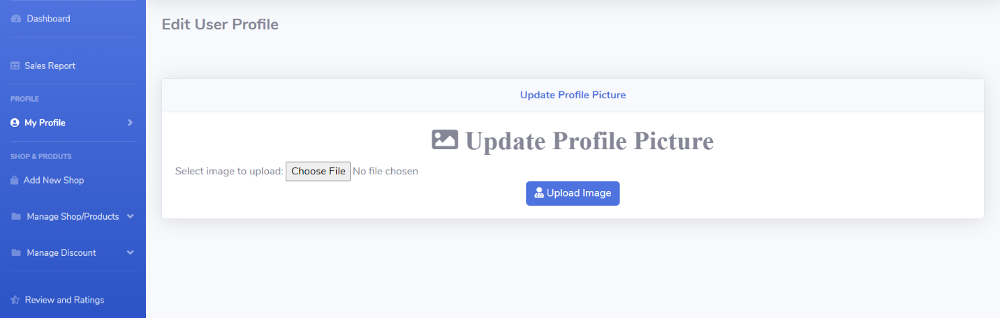 Dashboard
Sales Report
PROFILE
My Profile
SHOP & PRODUTS
Add New Shop
Manage Shop/Products
Manage Discount
Review and Ratings
Edit User Profile
Update Profile Picture
Update Profile Picture
Select image to upload: Choose File No file chosen
Upload Image